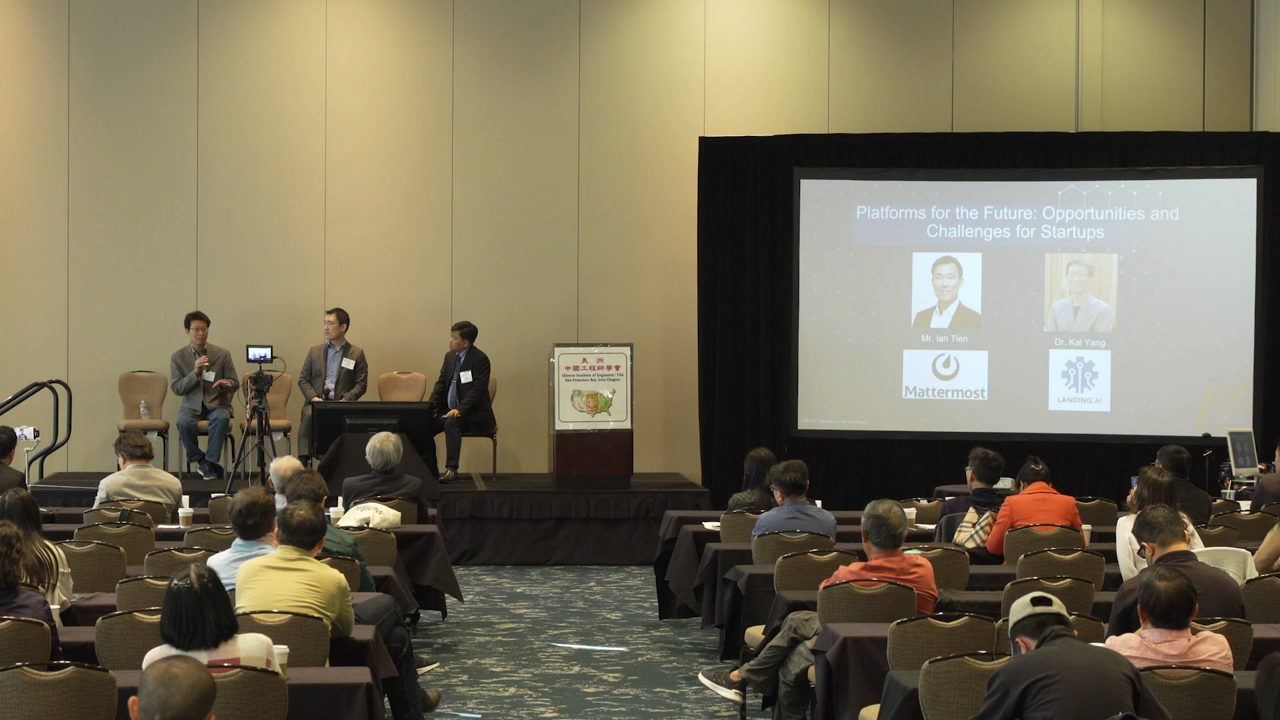 美洲
中國工程師學會
Chinese Institute of Engineers / USA
San Francisco Bay Area Chapter
Platforms for the Future: Opportunities and
Challenges for Startups
Mr. Ian Tien
Dr. Kai Yang
Mattermost
LANDING.AI